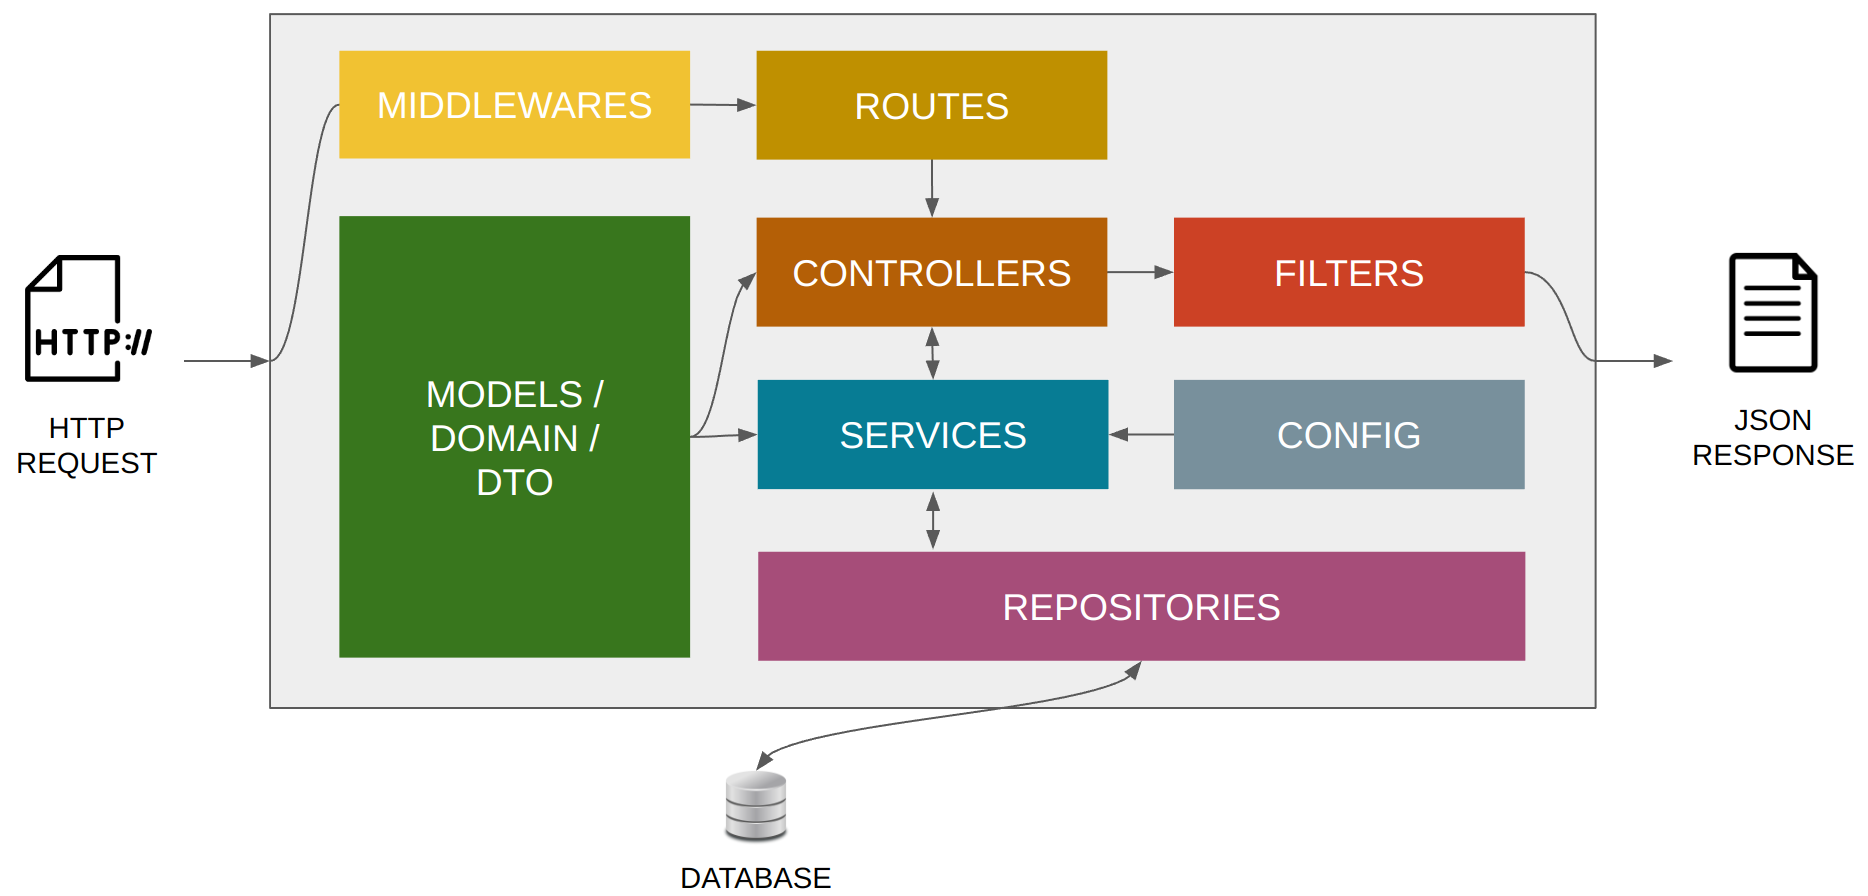 MIDDLEWARES
ROUTES
CONTROLLERS
FILTERS
HTTP://
HTTP
REQUEST
MODELS /
DOMAIN /
DTO
SERVICES
CONFIG
JSON
RESPONSE
REPOSITORIES
DATABASE